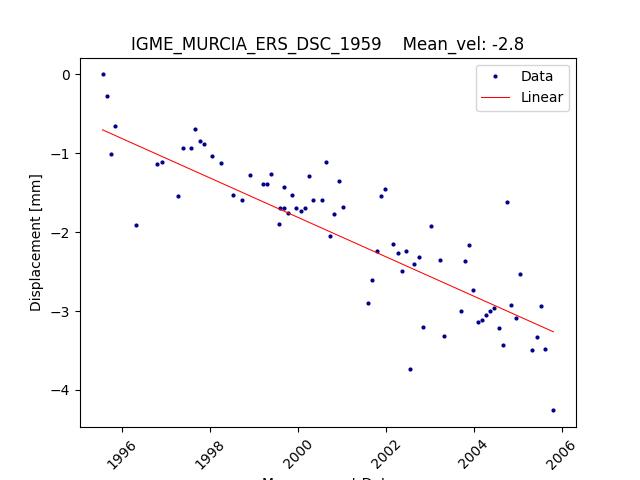 IGME_MURCIA_ERS_DSC_1959    Mean_vel: -2.8
Data
Linear
Displacement [mm]
0
−1
−2
−3
−4
1996
1998
2000
2002
2004
2006